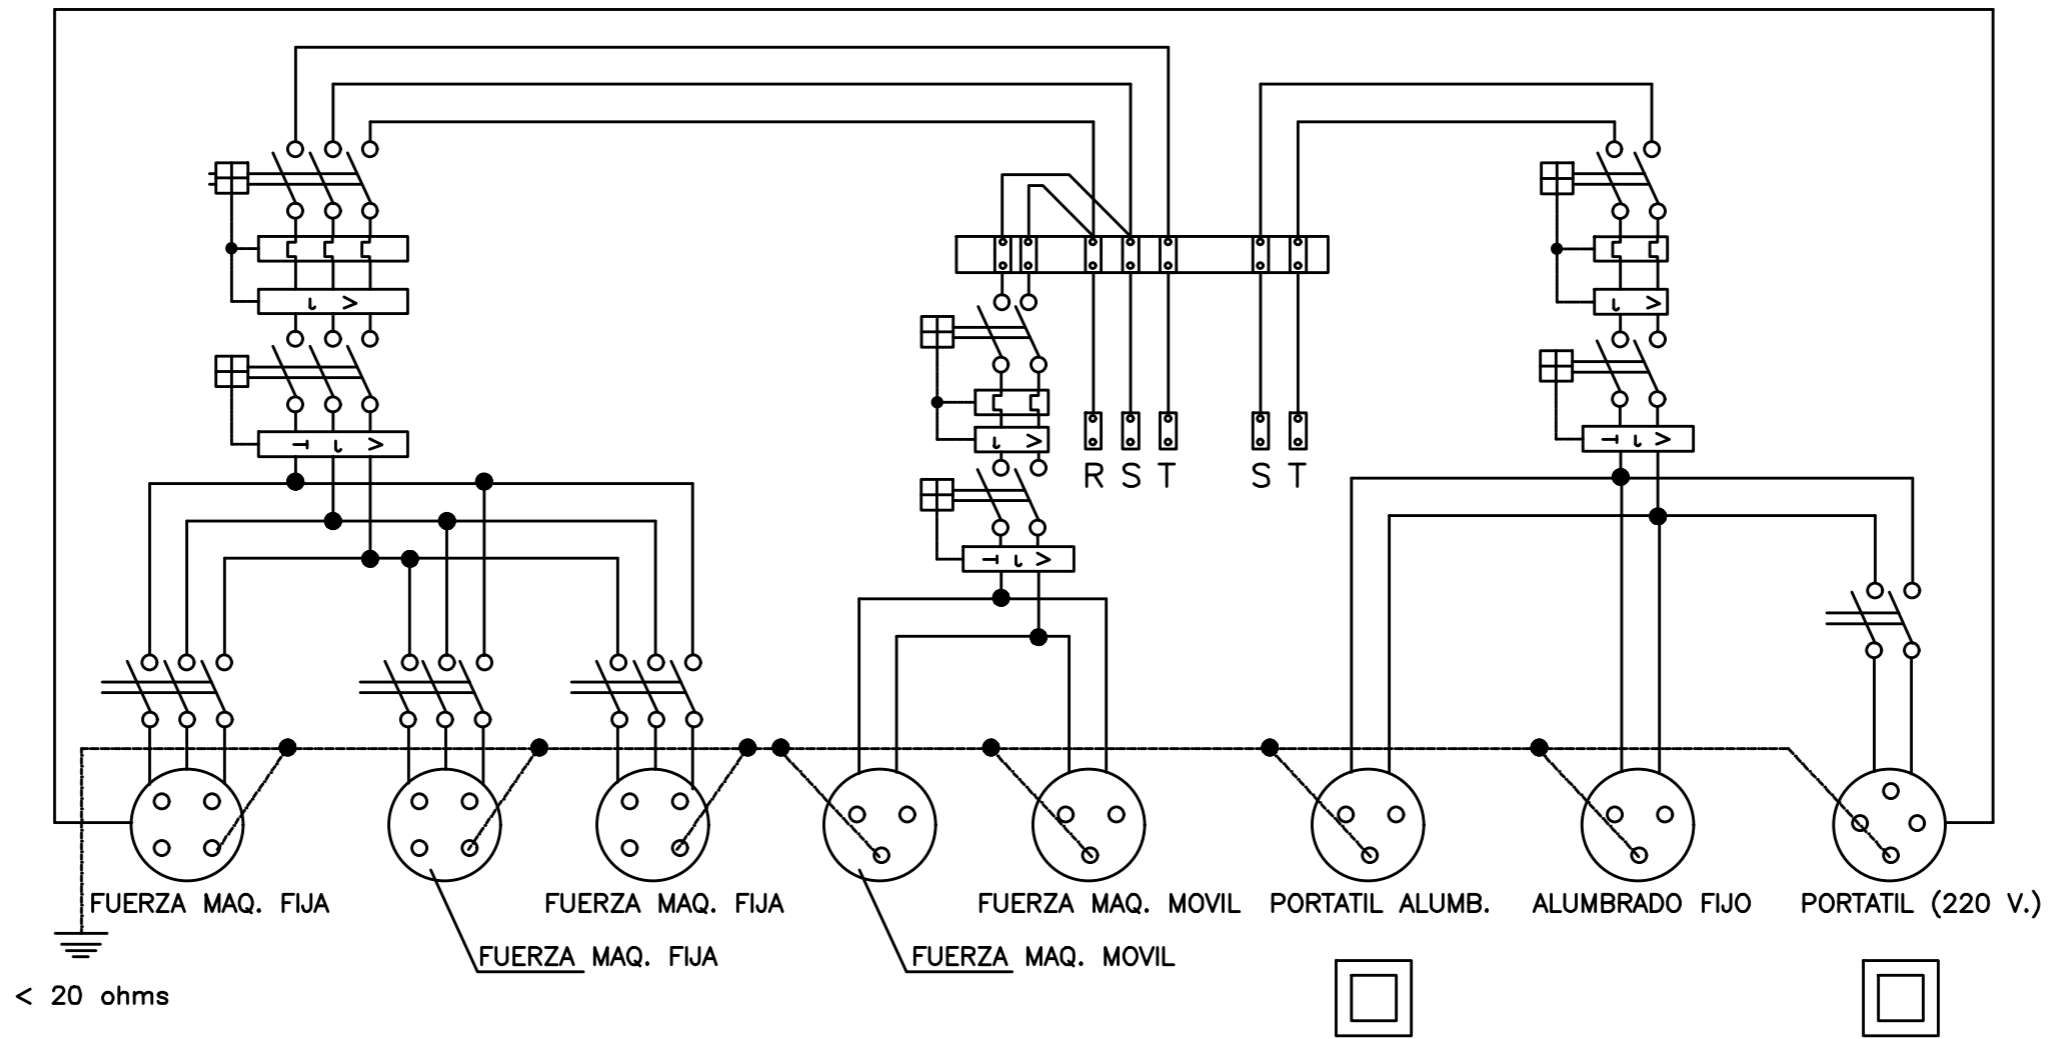 R S T S T
FUERZA MAQ. FIJA
FUERZA MAQ. FIJA
FUERZA MAQ. MOVIL
PORTATIL ALUMB.
ALUMBRADO FIJO
PORTATIL (220 V.)
FUERZA MAQ. FIJA
FUERZA MAQ. MOVIL
< 20 ohms